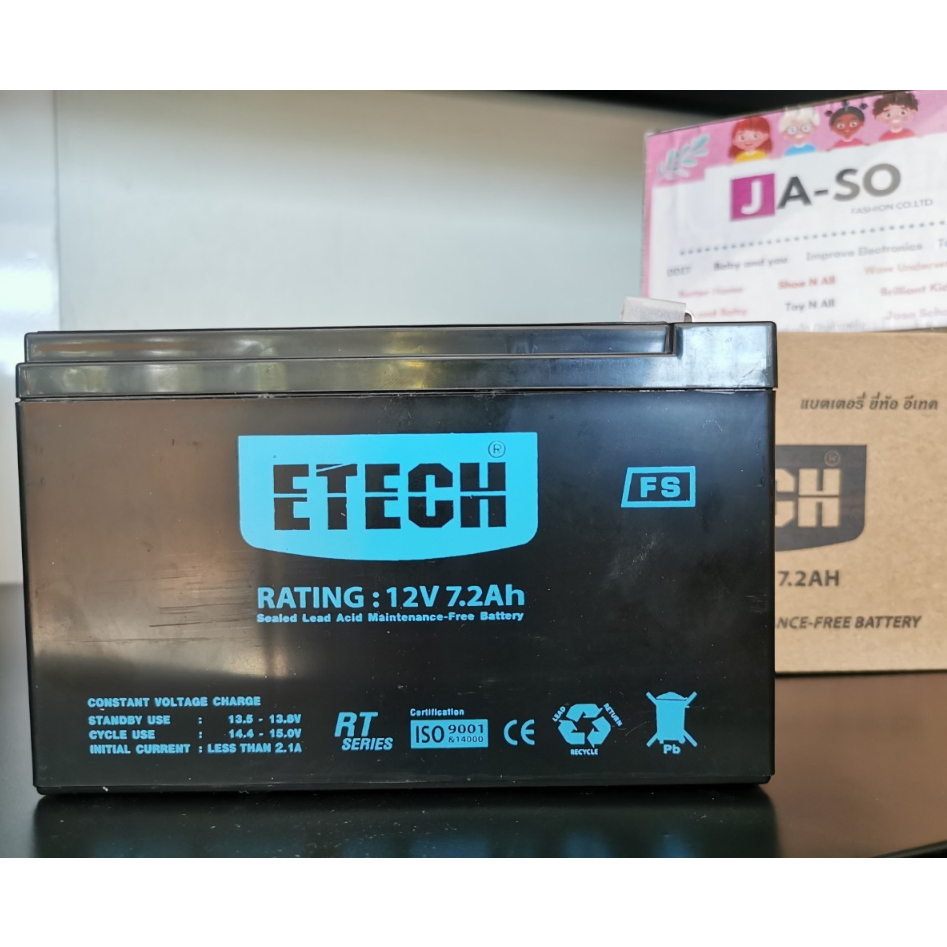 JA-SO
FASHION CO.LTD
Baby and you Improve Electronics
Shoe N All
Toy N All
แบตเตอรี่ ยี่ห้อ อีเทค
ETECH®
FS
RATING : 12V 7.2Ah
Sealed Lead Acid Maintenance-Free Battery
CONSTANT VOLTAGE CHARGE
STANDBY USE : 13.5 - 13.8V
CYCLE USE : 14.4 - 15.0V
INITIAL CURRENT : LESS THAN 2.1A
RT
SERIES
Certification
ISO 9001
&14000
CE
LEAD RETURN
RECYCLE
Pb
®
CH
7.2AH
NCE-FREE BATTERY